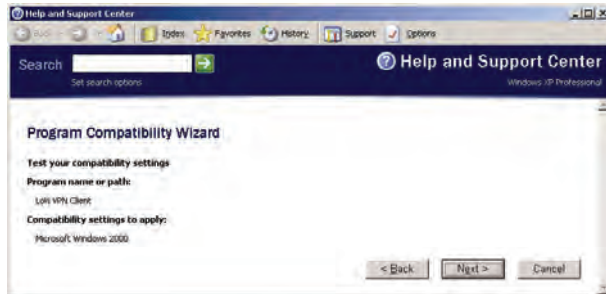 Help and Support Center
Back Index Favorites History Support Options
Search
Help and Support Center
Set search options
Windows XP Professional
Program Compatibility Wizard
Test your compatibility settings
Program name or path:
VPN Client
Compatibility settings to apply:
Microsoft Windows 2000
< Back Next > Cancel